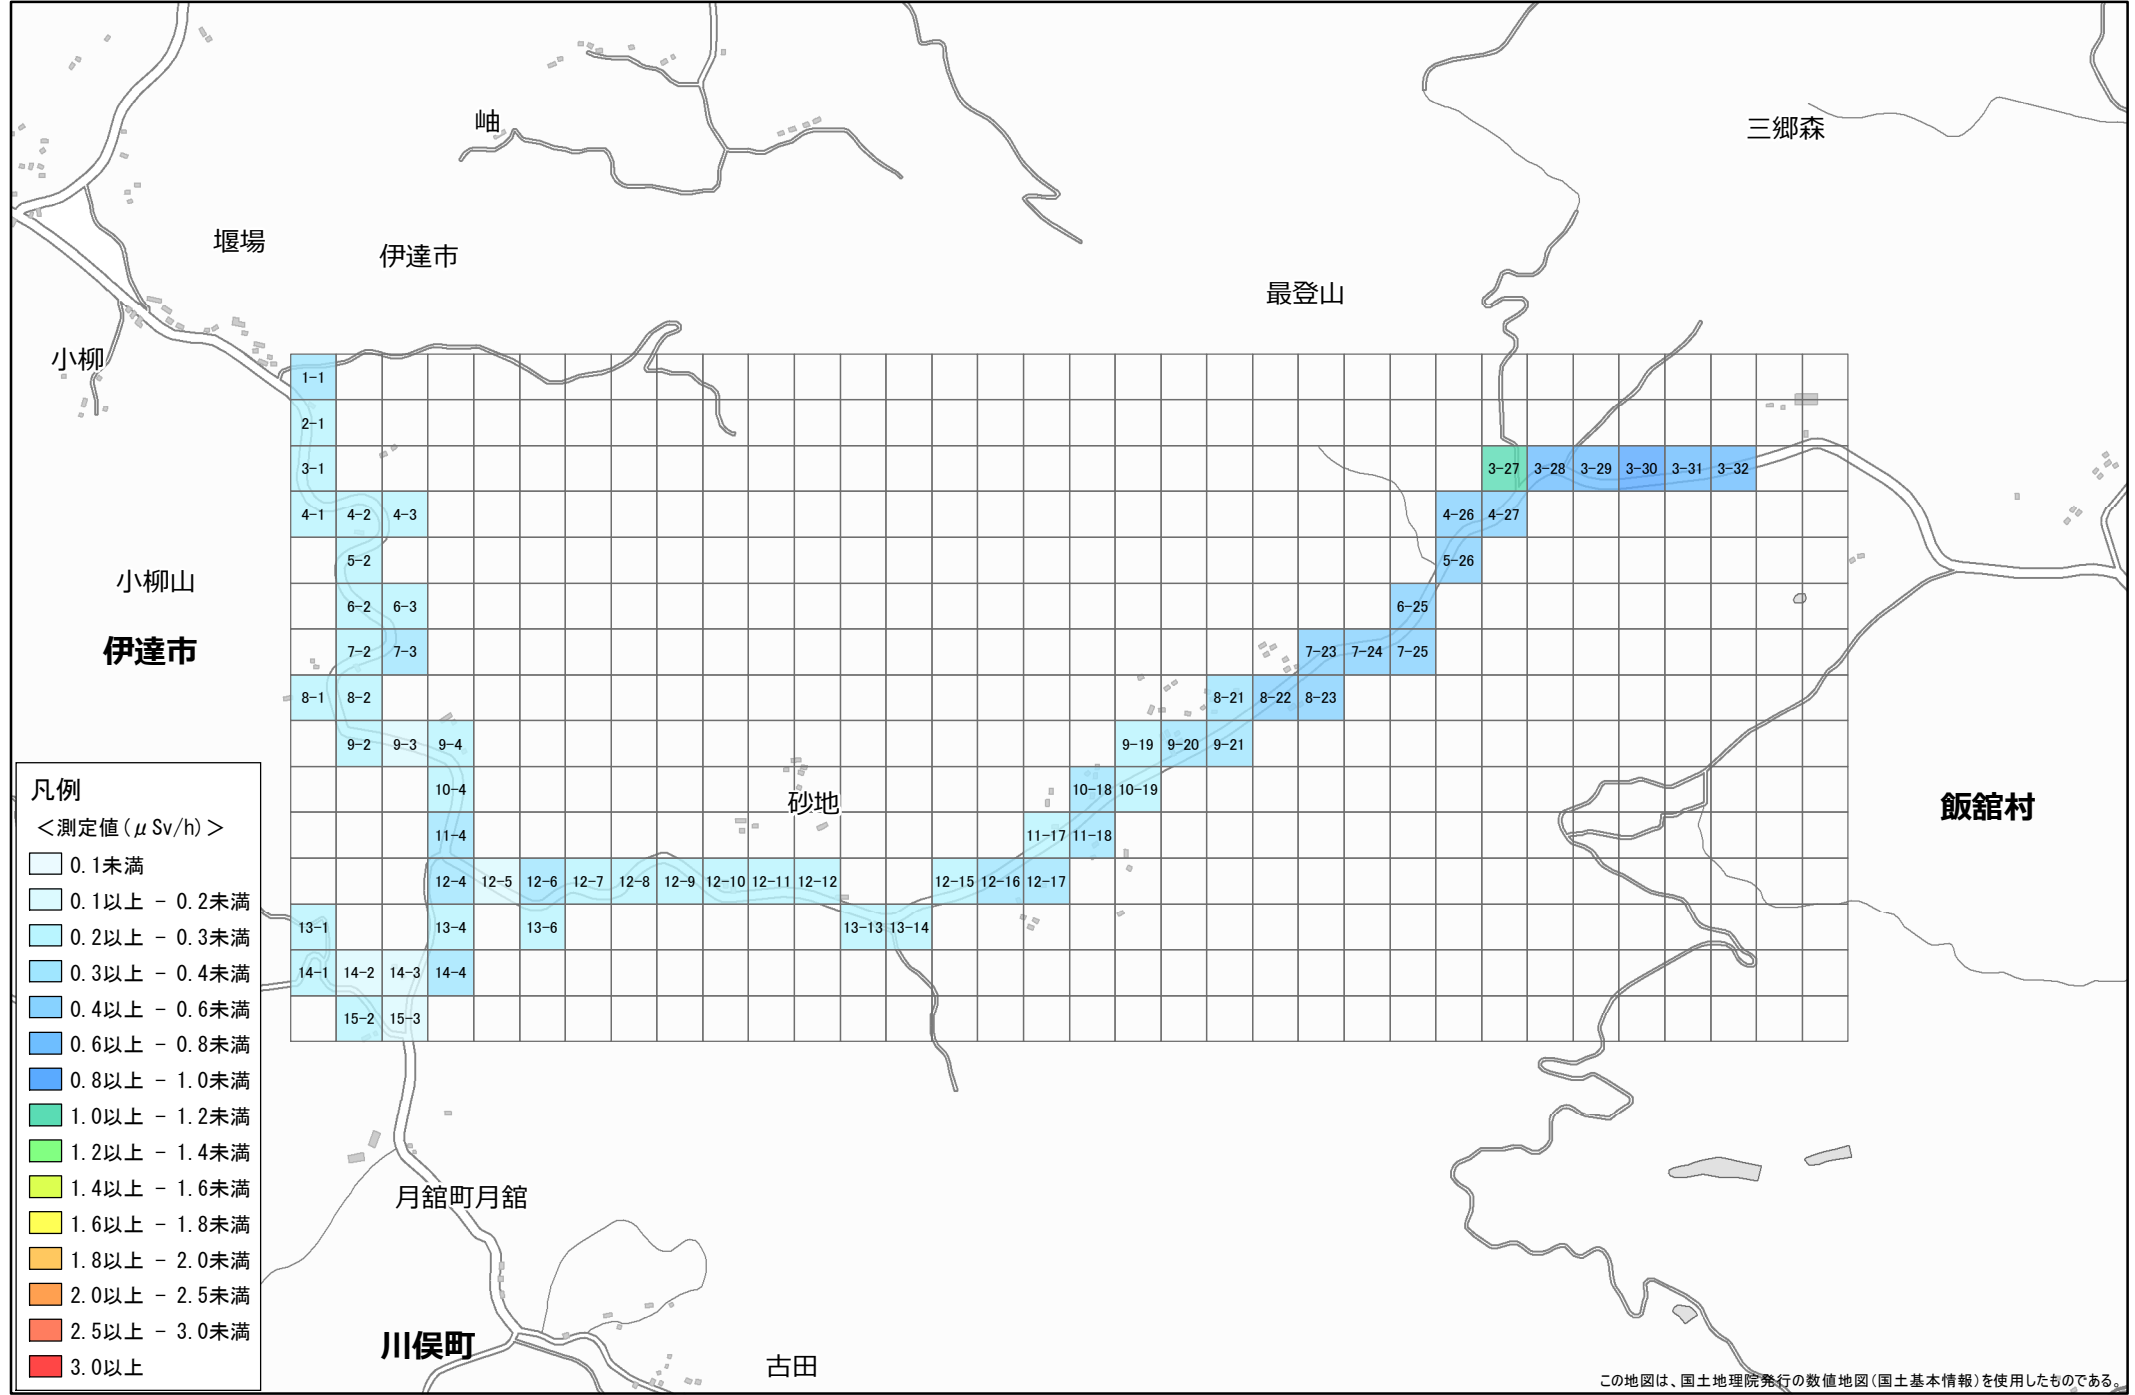 岫
三郷森
堰場
伊達市
最登山
小柳
1-1
2-1
3-1 3-27 3-28 3-29 3-30 3-31 3-32
4-1 4-2 4-3 4-26 4-27
5-2 5-26
小柳山
6-2 6-3 6-25
伊達市
7-2 7-3 7-23 7-24 7-25
8-1 8-2 8-21 8-22 8-23
9-2 9-3 9-4 9-19 9-20 9-21
10-4 10-18 10-19
砂地
飯舘村
11-4 11-17 11-18
12-4 12-5 12-6 12-7 12-8 12-9 12-10 12-11 12-12 12-15 12-16 12-17
13-1 13-4 13-6 13-13 13-14
14-1 14-2 14-3 14-4
15-2 15-3
凡例
<測定値(μSv/h)>
0.1未満
0.1以上 - 0.2未満
0.2以上 - 0.3未満
0.3以上 - 0.4未満
0.4以上 - 0.6未満
0.6以上 - 0.8未満
0.8以上 - 1.0未満
1.0以上 - 1.2未満
1.2以上 - 1.4未満
1.4以上 - 1.6未満
1.6以上 - 1.8未満
1.8以上 - 2.0未満
2.0以上 - 2.5未満
2.5以上 - 3.0未満
3.0以上
月舘町月舘
川俣町
古田
この地図は、国土地理院発行の数値地図(国土基本情報)を使用したものである。